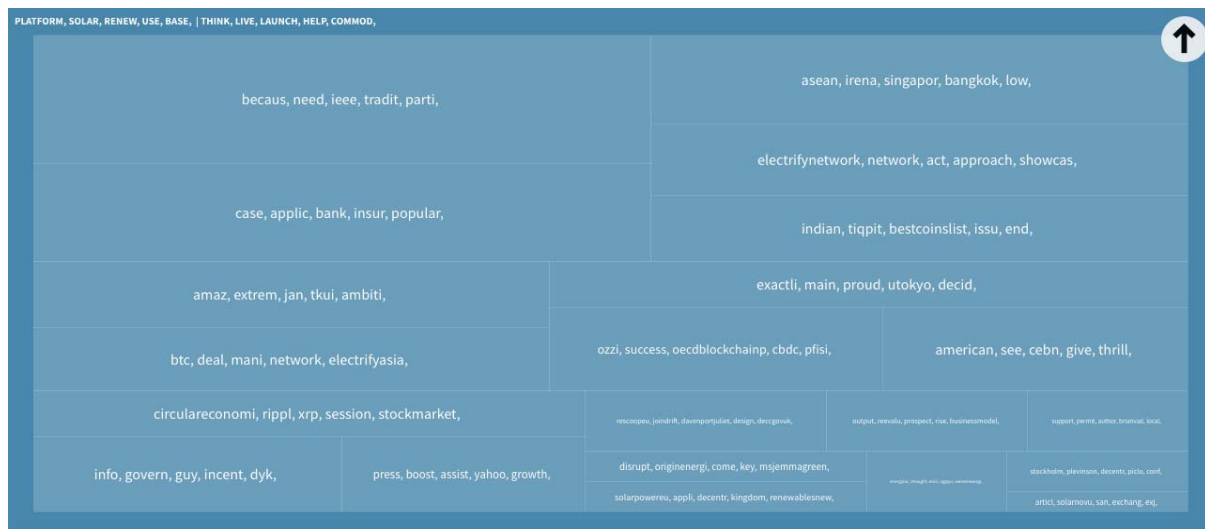 PLATFORM, SOLAR, RENEW, USE, BASE, | THINK, LIVE, LAUNCH, HELP, COMMOD,
becaus, need, ieee, tradit, parti,
asean, irena, singapor, bangkok, low,
electrifynetwork, network, act, approach, showcas,
case, applic, bank, insur, popular,
indian, tiqpit, bestcoinslist, issu, end,
amaz, extrem, jan, tkui, ambiti,
exactli, main, proud, utokyo, decid,
btc, deal, mani, network, electrifyasia,
ozzi, success, oecdblockchainp, cbdc, pfisi,
american, see, cebn, give, thrill,
circulareconomi, rippl, xrp, session, stockmarket,
resconpeu, joindrift, davenportjuliet, design, deccgovuk,
output, reevalu, prospect, rise, businessmodel,
support, permit, author, local,
info, govern, guy, incent, dyk,
press, boost, assist, yahoo, growth,
disrupt, originenergi, come, key, msjemmagreen,
stockholm, plevinson, decentr, piclo, conf,
solarpowereu, appli, decentr, kingdom, renewablesnew,
articl, solarnovu, san, exchang, exj,